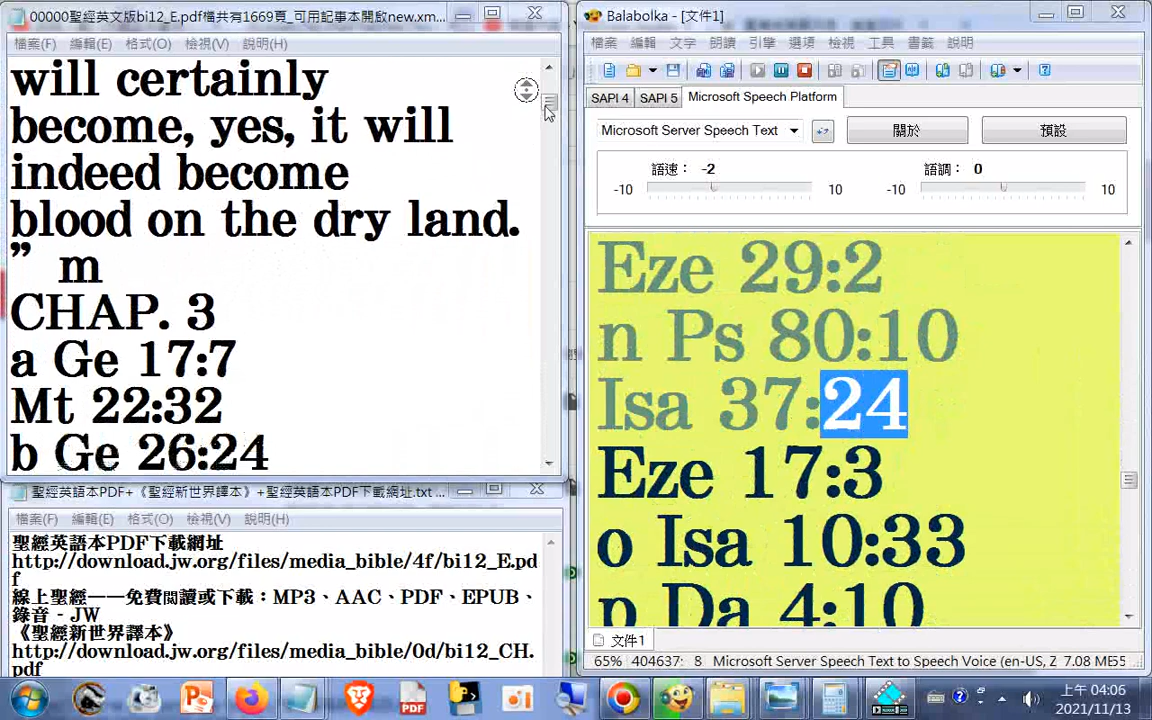 00000聖經英文版bi12_E.pdf檔共有1669頁_可用記事本開啟new.xm...
檔案(F) 編輯(E) 格式(O) 檢視(V) 說明(H)
will certainly
become, yes, it will
indeed become
blood on the dry land.
” m
CHAP. 3
a Ge 17:7
Mt 22:32
b Ge 26:24
聖經英語本PDF+《聖經新世界譯本》+聖經英語本PDF下載網址.txt ...
檔案(F) 編輯(E) 格式(O) 檢視(V) 說明(H)
聖經英語本PDF下載網址
http://download.jw.org/files/media_bible/4f/bi12_E.pd
f
線上聖經——免費閱讀或下載：MP3、AAC、PDF、EPUB、
錄音 - JW
《聖經新世界譯本》
http://download.jw.org/files/media_bible/0d/bi12_CH.
pdf
Balabolka - [文件1]
檔案 編輯 文字 朗讀 引擎 選項 檢視 工具 書籤 說明
SAPI 4 SAPI 5 Microsoft Speech Platform
Microsoft Server Speech Text
關於
預設
語速： -2
-10 10
語調： 0
-10 10
Eze 29:2
n Ps 80:10
Isa 37:24
Eze 17:3
o Isa 10:33
p Da 4:10
文件1
65% 404637: 8 Microsoft Server Speech Text to Speech Voice (en-US, Z 7.08 ME55
PDF
上午 04:06
2021/11/13